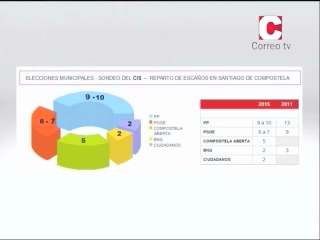 C
Correo tv
ELECCIONES MUNICIPALES - SONDEO DEL CIS - REPARTO DE ESCAÑOS EN SANTIAGO DE COMPOSTELA
9 - 10
6 - 7
2
2
6
PP
PSOE
COMPOSTELA
ABERTA
BNG
CIUDADANOS
2015 2011
PP 9 a 10 13
PSOE 6 a 7 9
COMPOSTELA ABERTA 5
BNG 2 3
CIUDADANOS 2